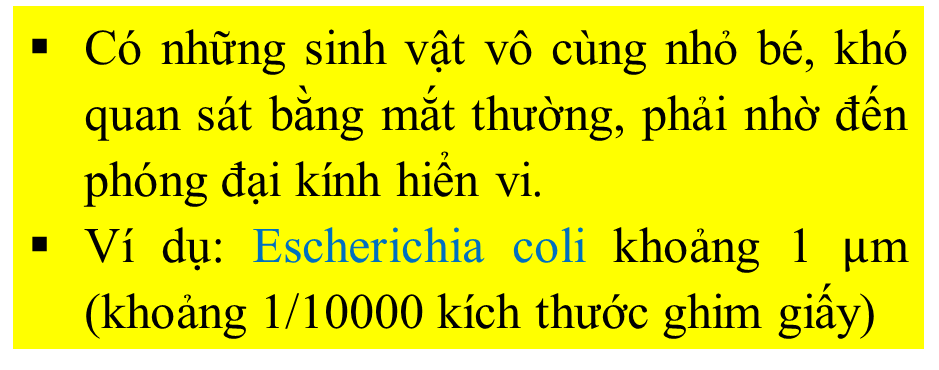 ▪ Có những sinh vật vô cùng nhỏ bé, khó
quan sát bằng mắt thường, phải nhờ đến
phóng đại kính hiển vi.
▪ Ví dụ: Escherichia coli khoảng 1 μm
(khoảng 1/10000 kích thước ghim giấy)